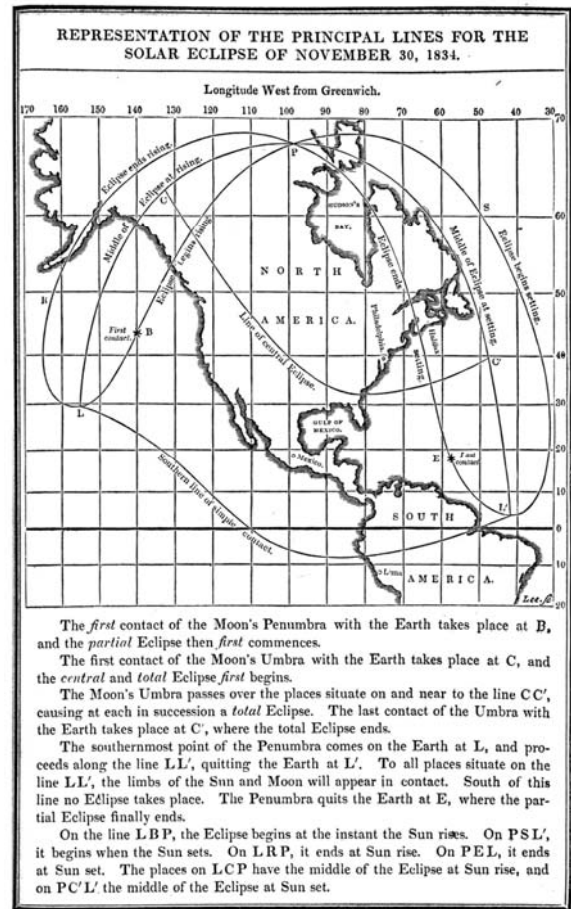 REPRESENTATION OF THE PRINCIPAL LINES FOR THE
SOLAR ECLIPSE OF NOVEMBER 30, 1834.
Longitude West from Greenwich.
170 160 150 140 130 120 110 100 90 80 70 60 50 40 30
70
60
50
40
30
20
10
0
10
20
Eclipse ends rising.
Middle of Eclipse at rising.
Eclipse begins rising.
P
C
R
First contact.
B
L
HUDSON'S
BAY.
NORTH
AMERICA.
Line of central Eclipse.
Philadelphia
Halifax
Eclipse ends setting.
Middle of Eclipse at setting.
Eclipse begins setting.
S
C'
GULF OF
MEXICO.
Mexico.
E
Last
contact.
L'
Southern line of simple contact.
SOUTH
AMERICA.
Lima
The first contact of the Moon's Penumbra with the Earth takes place at B,
and the partial Eclipse then first commences.
The first contact of the Moon's Umbra with the Earth takes place at C, and
the central and total Eclipse first begins.
The Moon's Umbra passes over the places situate on and near to the line CC',
causing at each in succession a total Eclipse. The last contact of the Umbra with
the Earth takes place at C', where the total Eclipse ends.
The southernmost point of the Penumbra comes on the Earth at L, and pro-
ceeds along the line LL', quitting the Earth at L'. To all places situate on the
line LL', the limbs of the Sun and Moon will appear in contact. South of this
line no Eclipse takes place. The Penumbra quits the Earth at E, where the par-
tial Eclipse finally ends.
On the line LBP, the Eclipse begins at the instant the Sun rises. On PSL',
it begins when the Sun sets. On LRP, it ends at Sun rise. On PEL, it ends
at Sun set. The places on LCP have the middle of the Eclipse at Sun rise, and
on PC'L' the middle of the Eclipse at Sun set.